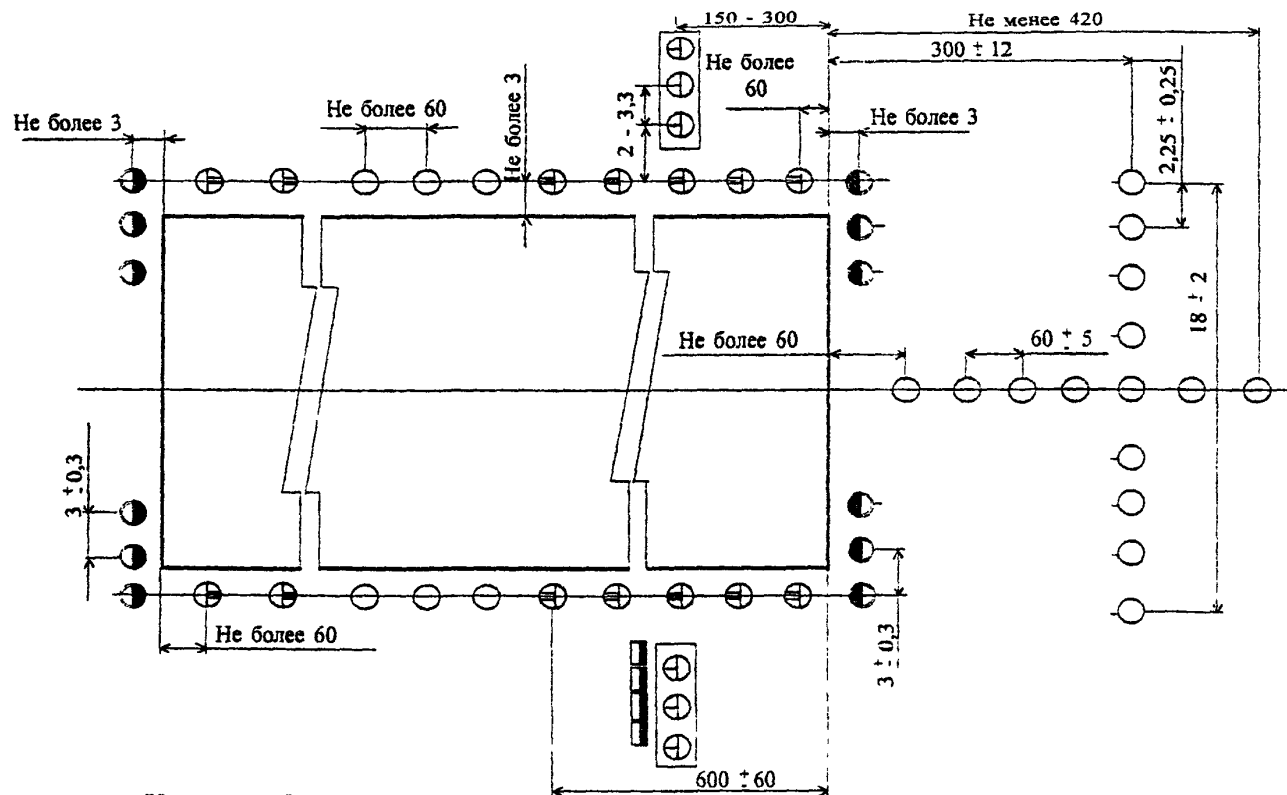 150 - 300
Не менее 420
300 ± 12
Не более
60
Не более 3
Не более 60
Не более 3
2 - 3,3
Не более 3
2,25 ± 0,25
18 ± 2
Не более 60
60 ± 5
3 ±0,3
Не более 60
3 ±0,3
600 ±60